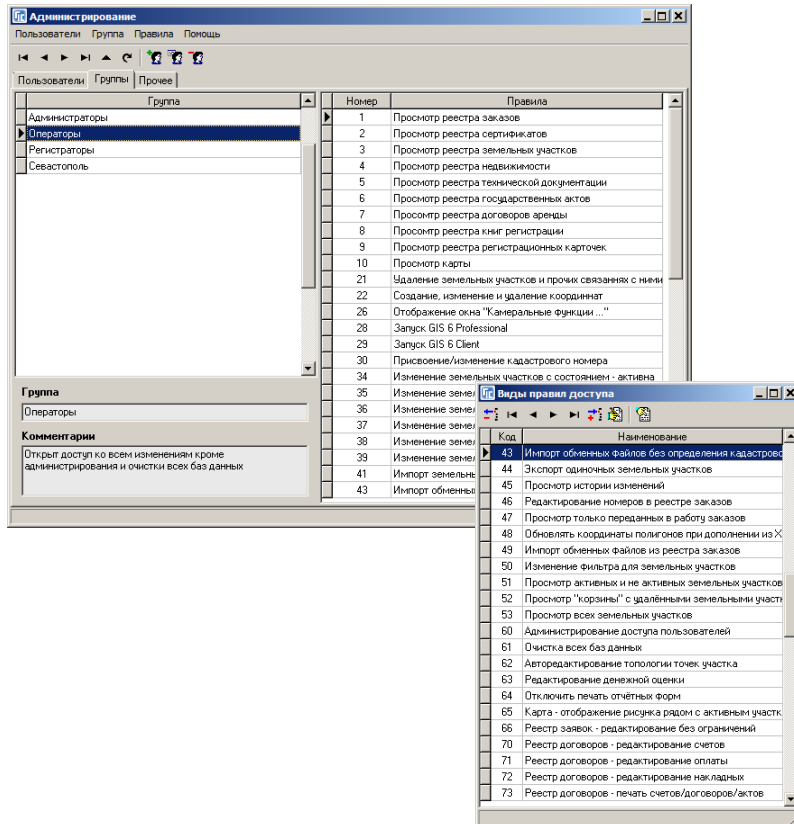 Администрирование
Пользователи Группа Правила Помощь
Пользователи Группы Прочее
Группа
Администраторы
Операторы
Регистраторы
Севастополь
Группа
Операторы
Комментарии
Открыт доступ ко всем изменениям кроме
администрирования и очистки всех баз данных
Номер Правила
1 Просмотр реестра заказов
2 Просмотр реестра сертификатов
3 Просмотр реестра земельных участков
4 Просмотр реестра недвижимости
5 Просмотр реестра технической документации
6 Просмотр реестра государственных актов
7 Просомтр реестра договоров аренды
8 Просомтр реестра книг регистрации
9 Просмотр реестра регистрационных карточек
10 Просмотр карты
21 Удаление земельных участков и прочих связаннях с ними
22 Создание, изменение и удаление координнат
26 Отображение окна "Камеральные функции ..."
28 Запуск GIS 6 Professional
29 Запуск GIS 6 Client
30 Присвоение/изменение кадастрового номера
34 Изменение земельных участков с состоянием - активна
35 Изменение земел
36 Изменение земел
37 Изменение земел
38 Изменение земел
39 Изменение земел
41 Импорт земельны
43 Импорт обменны
Виды правил доступа
Код Наименование
43 Импорт обменных файлов без определения кадастрово
44 Экспорт одиночных земельных участков
45 Просмотр истории изменений
46 Редактирование номеров в реестре заказов
47 Просмотр только переданных в работу заказов
48 Обновлять координаты полигонов при дополнении из X
49 Импорт обменных файлов из реестра заказов
50 Изменение фильтра для земельных участков
51 Просмотр активных и не активных земельных участков
52 Просмотр "корзины" с удалёнными земельными участн
53 Просмотр всех земельных участков
60 Администрирование доступа пользователей
61 Очистка всех баз данных
62 Авторедактирование топологии точек участка
63 Редактирование денежной оценки
64 Отключить печать отчётных форм
65 Карта - отображение рисунка рядом с активным участк
66 Реестр заявок - редактирование без ограничений
70 Реестр договоров - редактирование счетов
71 Реестр договоров - редактирование оплаты
72 Реестр договоров - редактирование накладных
73 Реестр договоров - печать счетов/договоров/актов